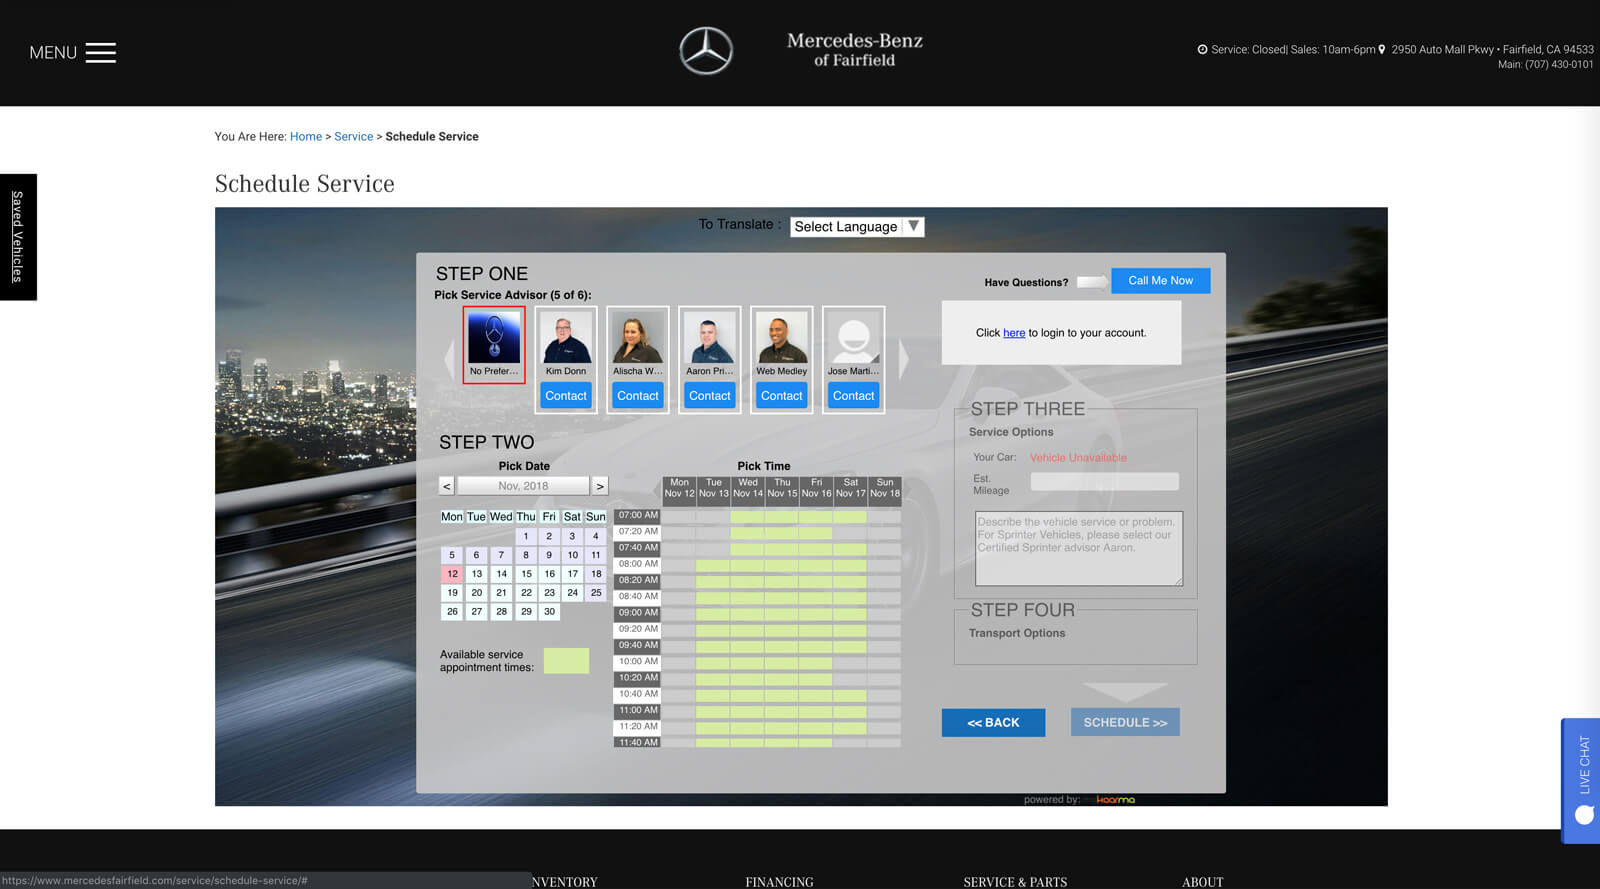 MENU
Mercedes-Benz
of Fairfield
Service: Closed| Sales: 10am-6pm 2950 Auto Mall Pkwy • Fairfield, CA 94533
Main: (707) 430-0101
You Are Here: Home > Service > Schedule Service
Saved Vehicles
Schedule Service
To Translate : Select Language ▼
STEP ONE
Pick Service Advisor (5 of 6):
Have Questions? Call Me Now
Click here to login to your account.
No Prefer... Kim Donn Alischa W... Aaron Pri... Web Medley Jose Marti...
Contact Contact Contact Contact Contact
STEP TWO
Pick Date
< Nov, 2018 >
Mon Tue Wed Thu Fri Sat Sun
1 2 3 4
5 6 7 8 9 10 11
12 13 14 15 16 17 18
19 20 21 22 23 24 25
26 27 28 29 30
Available service
appointment times:
Pick Time
Mon Tue Wed Thu Fri Sat Sun
Nov 12 Nov 13 Nov 14 Nov 15 Nov 16 Nov 17 Nov 18
07:00 AM
07:20 AM
07:40 AM
08:00 AM
08:20 AM
08:40 AM
09:00 AM
09:20 AM
09:40 AM
10:00 AM
10:20 AM
10:40 AM
11:00 AM
11:20 AM
11:40 AM
STEP THREE
Service Options
Your Car: Vehicle Unavailable
Est.
Mileage
Describe the vehicle service or problem.
For Sprinter Vehicles, please select our
Certified Sprinter advisor Aaron.
STEP FOUR
Transport Options
<< BACK SCHEDULE >>
powered by: kaarma
LIVE CHAT
https://www.mercedesfairfield.com/service/schedule-service/#
NVENTORY FINANCING SERVICE & PARTS ABOUT